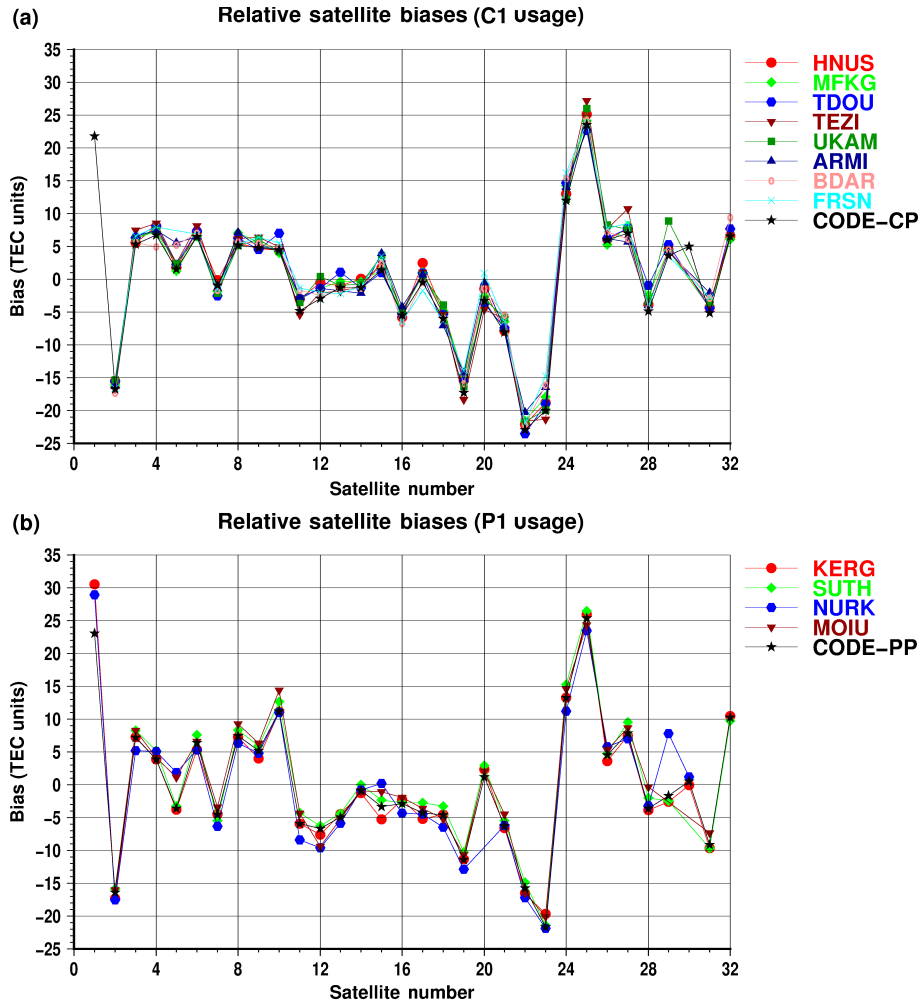 (a)
Relative satellite biases (C1 usage)
35
30
25
20
15
10
5
0
−5
−10
−15
−20
−25
Bias (TEC units)
0 4 8 12 16 20 24 28 32
Satellite number
HNUS
MFKG
TDOU
TEZI
UKAM
ARMI
BDAR
FRSN
CODE−CP
(b)
Relative satellite biases (P1 usage)
35
30
25
20
15
10
5
0
−5
−10
−15
−20
−25
Bias (TEC units)
0 4 8 12 16 20 24 28 32
Satellite number
KERG
SUTH
NURK
MOIU
CODE−PP